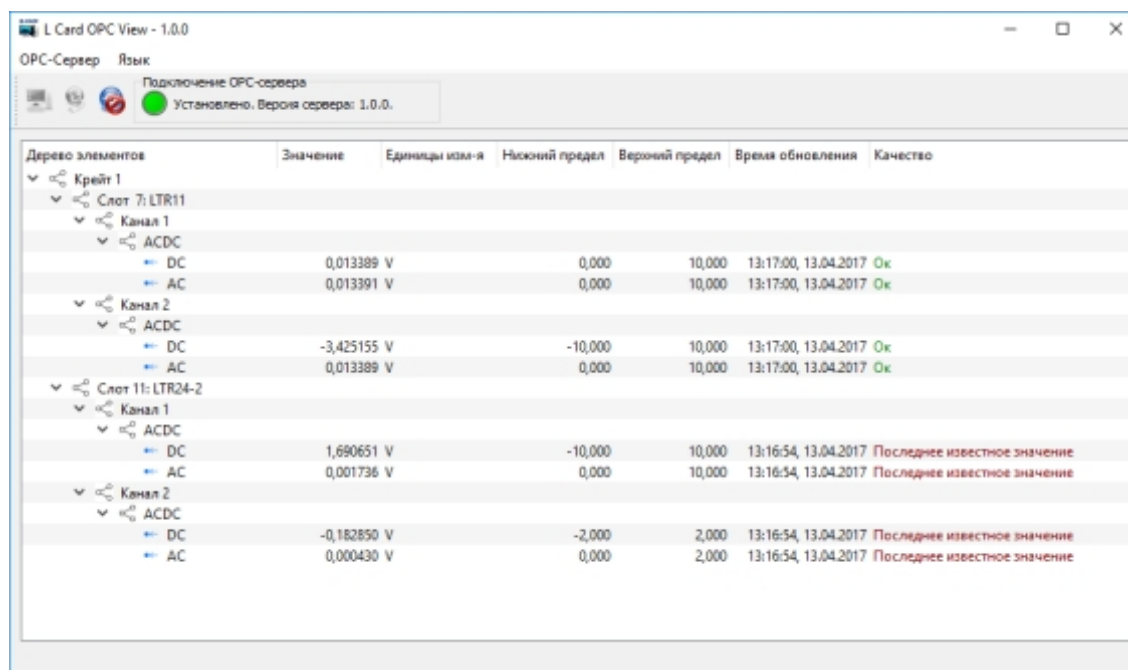 L Card OPC View - 1.0.0
OPC-Сервер Язык
Подключение OPC-сервера
Установлено. Версия сервера: 1.0.0.
Дерево элементов Значение Единицы изм-я Нижний предел Верхний предел Время обновления Качество
Крейт 1
Слот 7: LTR11
Канал 1
ACDC
DC 0,013389 V 0,000 10,000 13:17:00, 13.04.2017 Ок
AC 0,013391 V 0,000 10,000 13:17:00, 13.04.2017 Ок
Канал 2
ACDC
DC -3,425155 V -10,000 10,000 13:17:00, 13.04.2017 Ок
AC 0,013389 V 0,000 10,000 13:17:00, 13.04.2017 Ок
Слот 11: LTR24-2
Канал 1
ACDC
DC 1,690651 V -10,000 10,000 13:16:54, 13.04.2017 Последнее известное значение
AC 0,001736 V 0,000 10,000 13:16:54, 13.04.2017 Последнее известное значение
Канал 2
ACDC
DC -0,182850 V -2,000 2,000 13:16:54, 13.04.2017 Последнее известное значение
AC 0,000430 V 0,000 2,000 13:16:54, 13.04.2017 Последнее известное значение